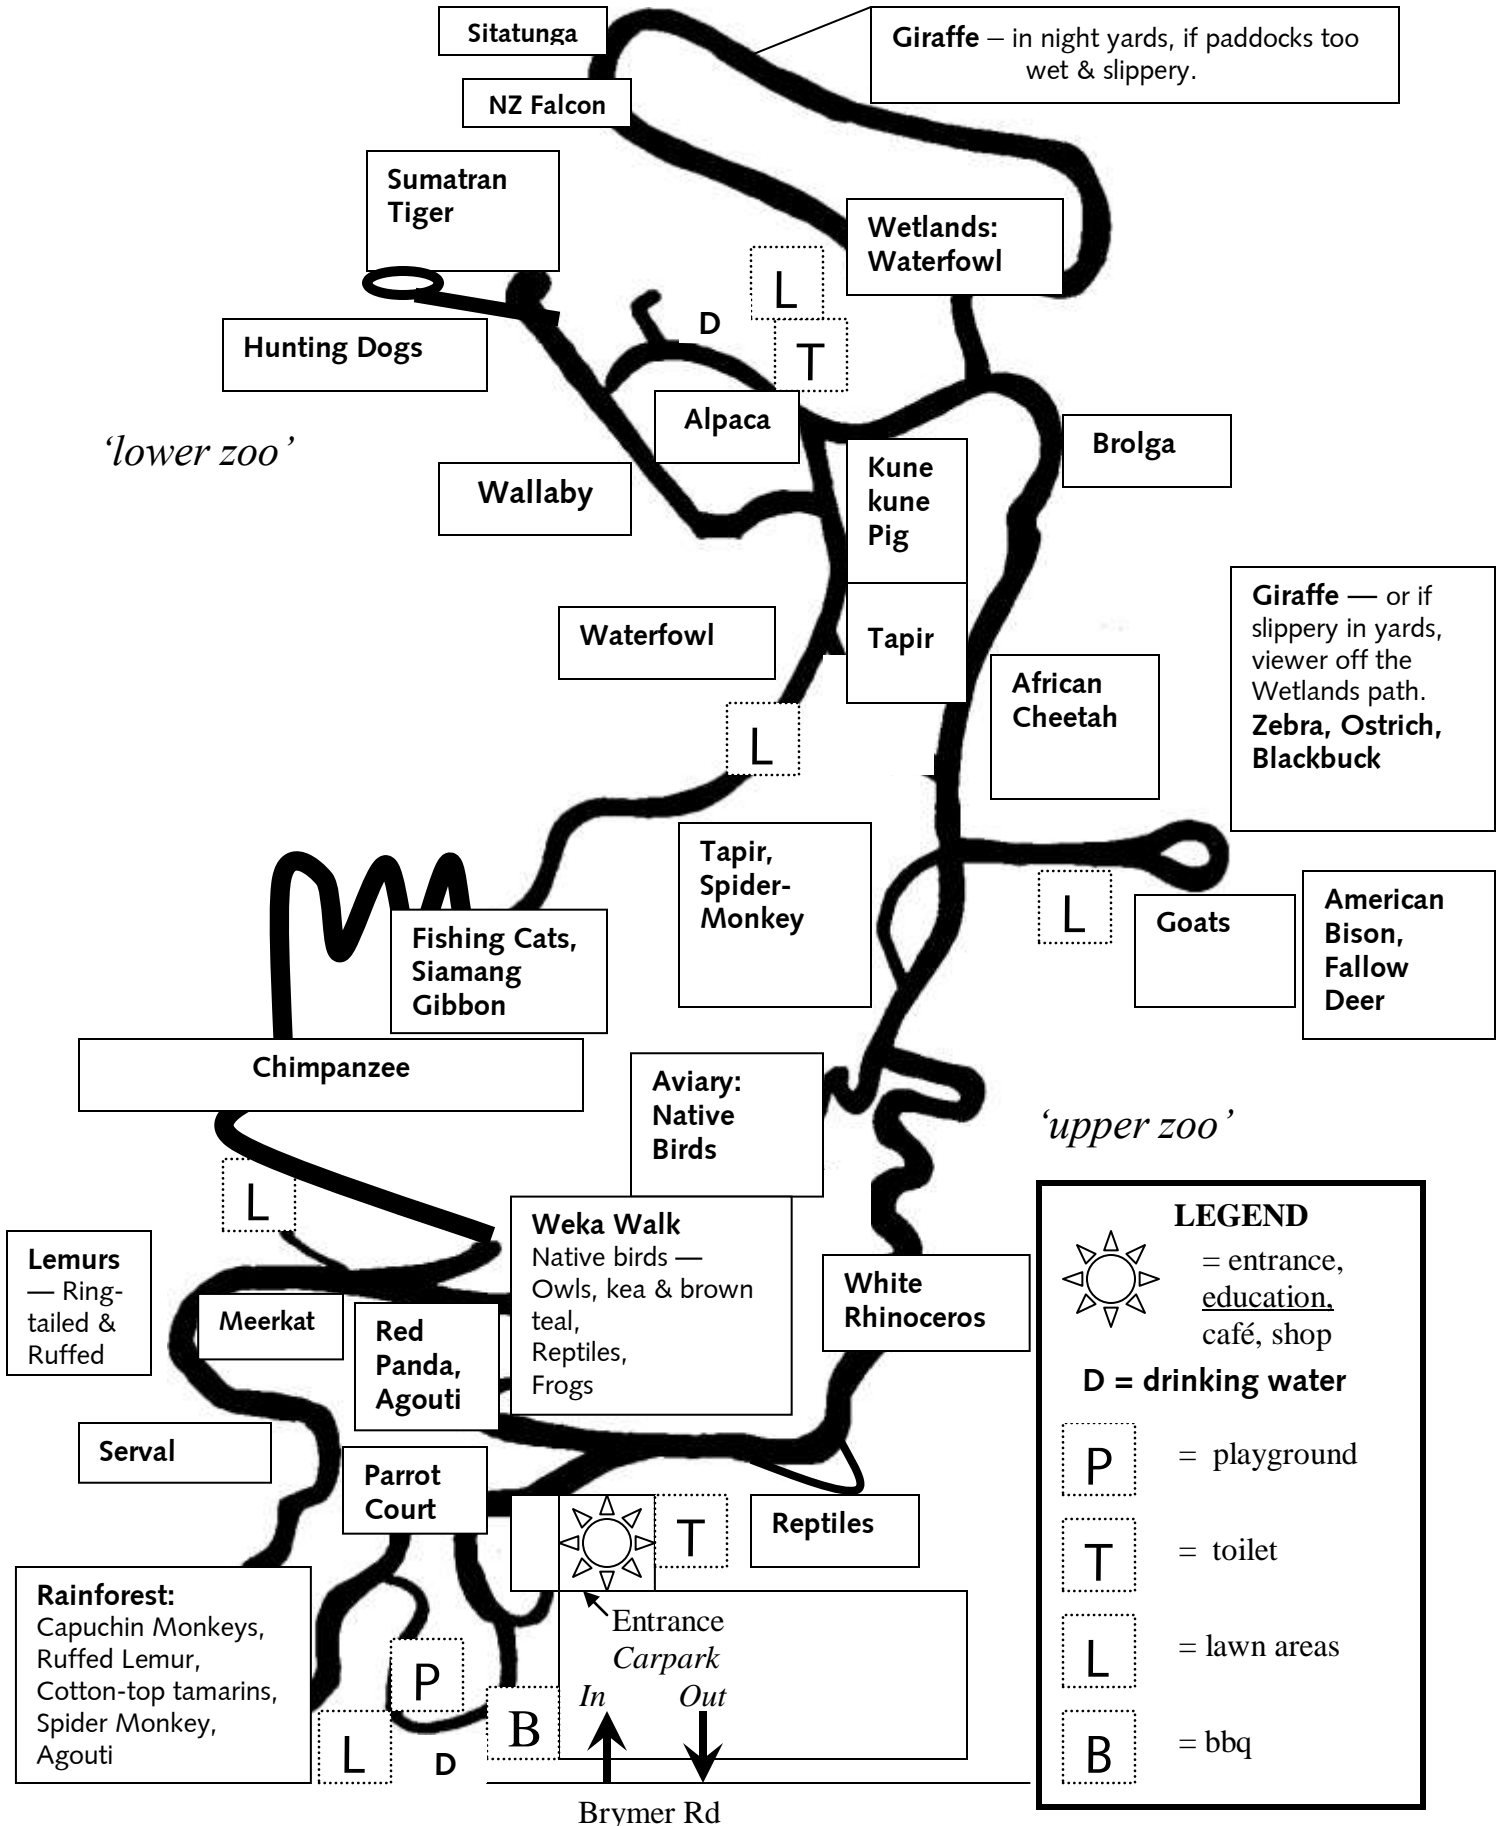 Sitatunga
Giraffe – in night yards, if paddocks too
wet & slippery.
NZ Falcon
Sumatran
Tiger
Wetlands:
Waterfowl
L
D
T
Hunting Dogs
Alpaca
'lower zoo'
Brolga
Kune
kune
Pig
Wallaby
Giraffe — or if
slippery in yards,
viewer off the
Wetlands path.
Zebra, Ostrich,
Blackbuck
Waterfowl
Tapir
African
Cheetah
L
Tapir,
Spider-
Monkey
L
Goats
American
Bison,
Fallow
Deer
Fishing Cats,
Siamang
Gibbon
Chimpanzee
Aviary:
Native
Birds
'upper zoo'
L
Weka Walk
Native birds —
Owls, kea & brown
teal,
Reptiles,
Frogs
Lemurs
— Ring-
tailed &
Ruffed
Meerkat
Red
Panda,
Agouti
White
Rhinoceros
Serval
Parrot
Court
T
Reptiles
Rainforest:
Capuchin Monkeys,
Ruffed Lemur,
Cotton-top tamarins,
Spider Monkey,
Agouti
P
L
D
B
Entrance
Carpark
In
Out
Brymer Rd
LEGEND
= entrance,
education,
café, shop
D = drinking water
P = playground
T = toilet
L = lawn areas
B = bbq